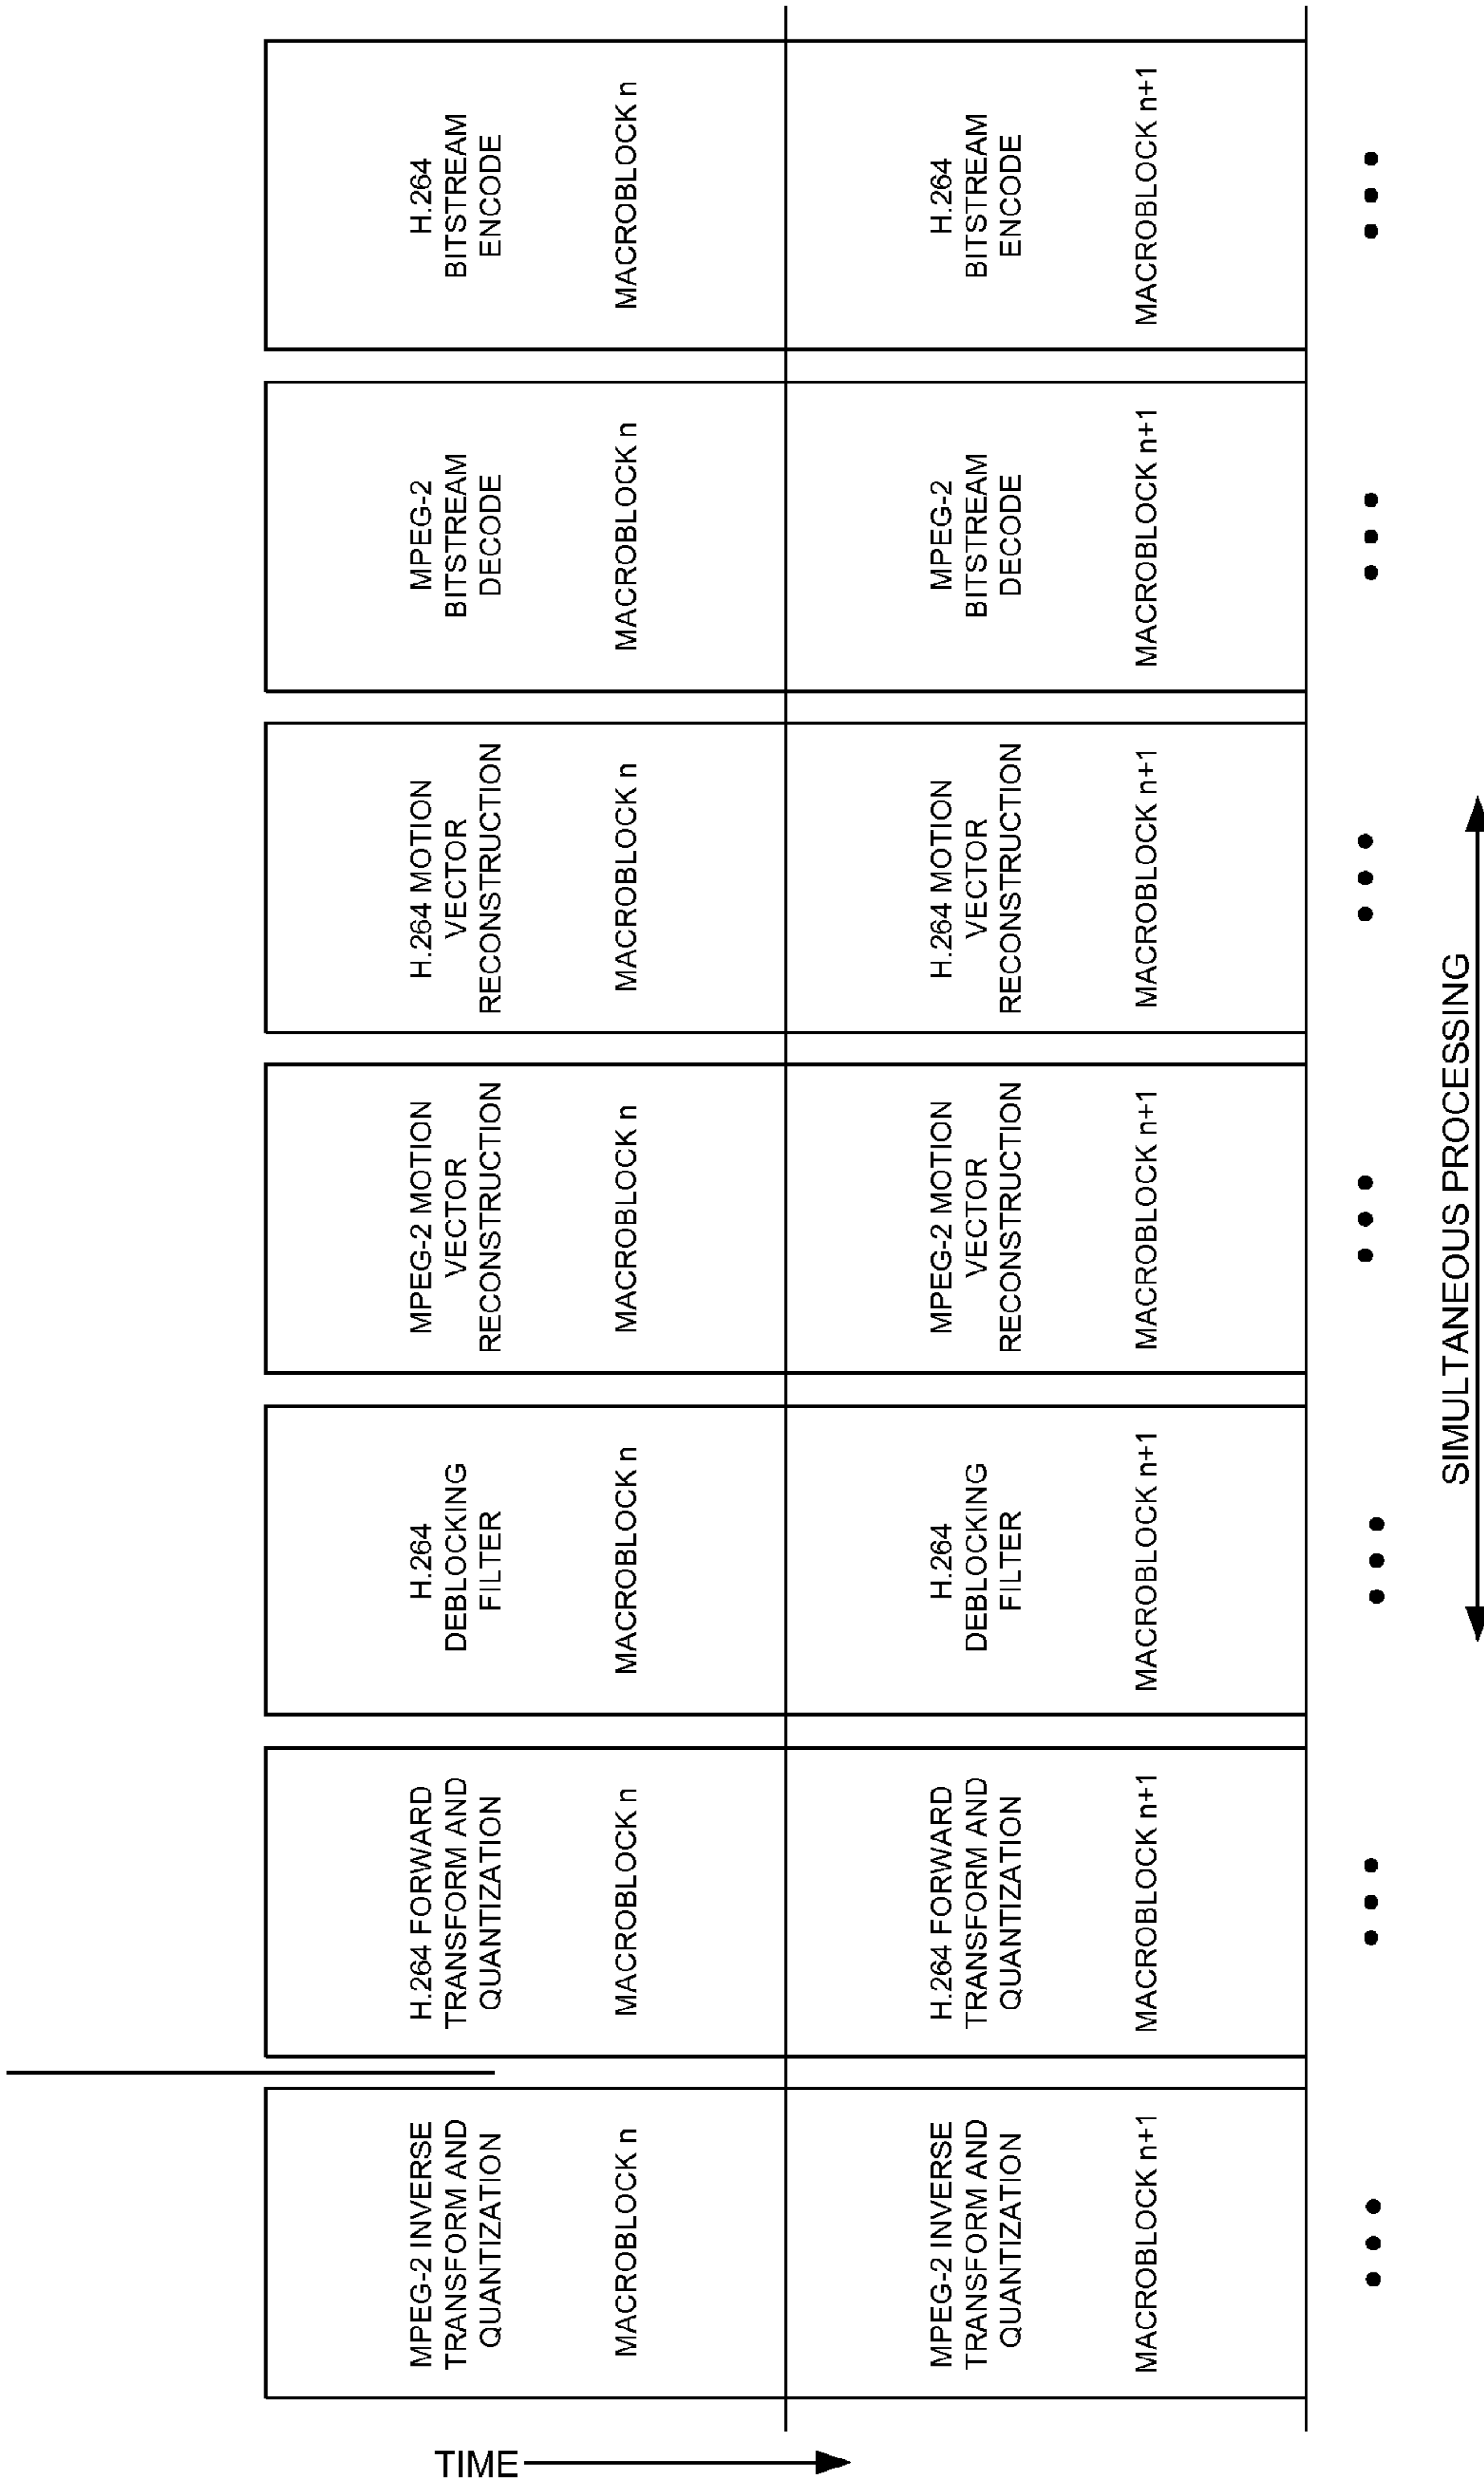 TIME
MPEG-2 INVERSE
TRANSFORM AND
QUANTIZATION
MACROBLOCK n
H.264 FORWARD
TRANSFORM AND
QUANTIZATION
MACROBLOCK n
H.264
DEBLOCKING
FILTER
MACROBLOCK n
MPEG-2 MOTION
VECTOR
RECONSTRUCTION
MACROBLOCK n
H.264 MOTION
VECTOR
RECONSTRUCTION
MACROBLOCK n
MPEG-2
BITSTREAM
DECODE
MACROBLOCK n
H.264
BITSTREAM
ENCODE
MACROBLOCK n
MPEG-2 INVERSE
TRANSFORM AND
QUANTIZATION
MACROBLOCK n+1
H.264 FORWARD
TRANSFORM AND
QUANTIZATION
MACROBLOCK n+1
H.264
DEBLOCKING
FILTER
MACROBLOCK n+1
MPEG-2 MOTION
VECTOR
RECONSTRUCTION
MACROBLOCK n+1
H.264 MOTION
VECTOR
RECONSTRUCTION
MACROBLOCK n+1
MPEG-2
BITSTREAM
DECODE
MACROBLOCK n+1
H.264
BITSTREAM
ENCODE
MACROBLOCK n+1
SIMULTANEOUS PROCESSING